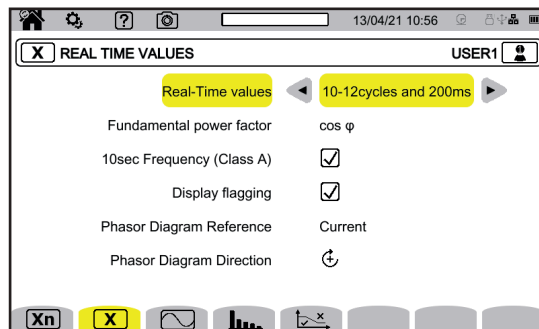 ?
13/04/21 10:56
X REAL TIME VALUES USER1
Real-Time values 10-12cycles and 200ms
Fundamental power factor cos φ
10sec Frequency (Class A)
Display flagging
Phasor Diagram Reference Current
Phasor Diagram Direction
Xn X x